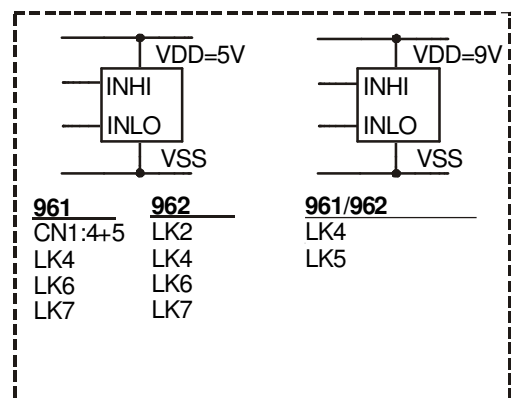 VDD=5V
INHI
INLO
VSS
961
CN1:4+5
LK4
LK6
LK7
962
LK2
LK4
LK6
LK7
VDD=9V
INHI
INLO
VSS
961/962
LK4
LK5